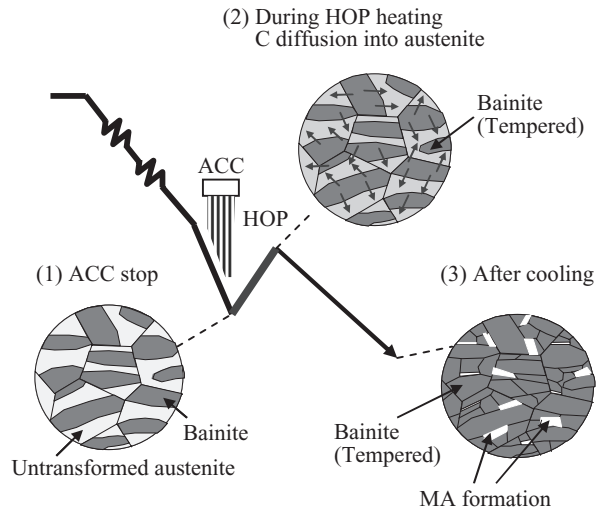 (2) During HOP heating
C diffusion into austenite
Bainite
(Tempered)
ACC
HOP
(1) ACC stop
(3) After cooling
Bainite
Untransformed austenite
Bainite
(Tempered)
MA formation